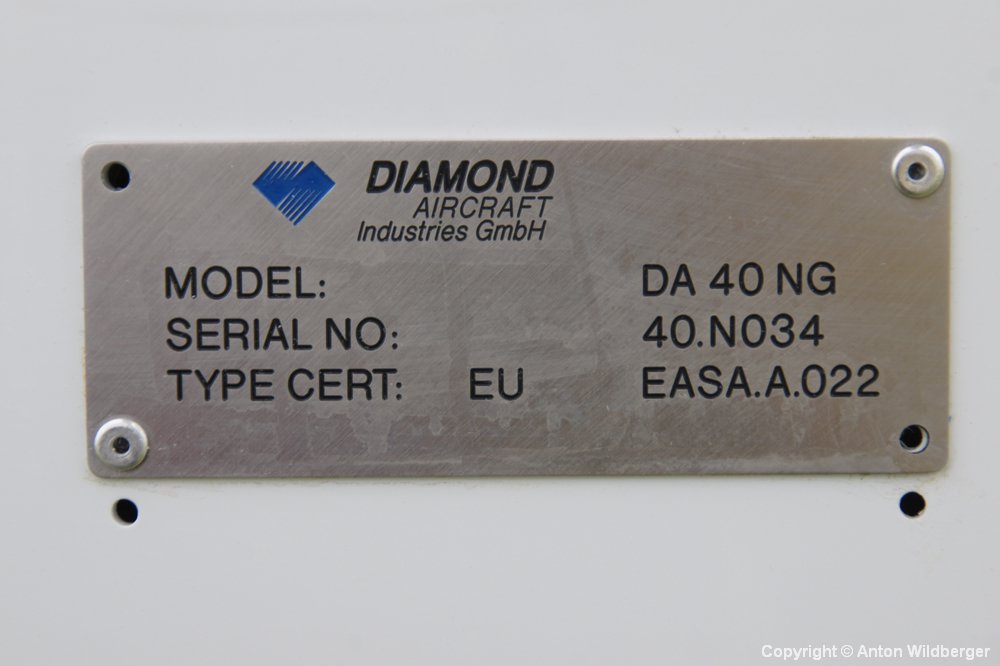 DIAMOND
AIRCRAFT
Industries GmbH
MODEL: DA 40 NG
SERIAL NO: 40.N034
TYPE CERT: EU EASA.A.022
Copyright © Anton Wildberger